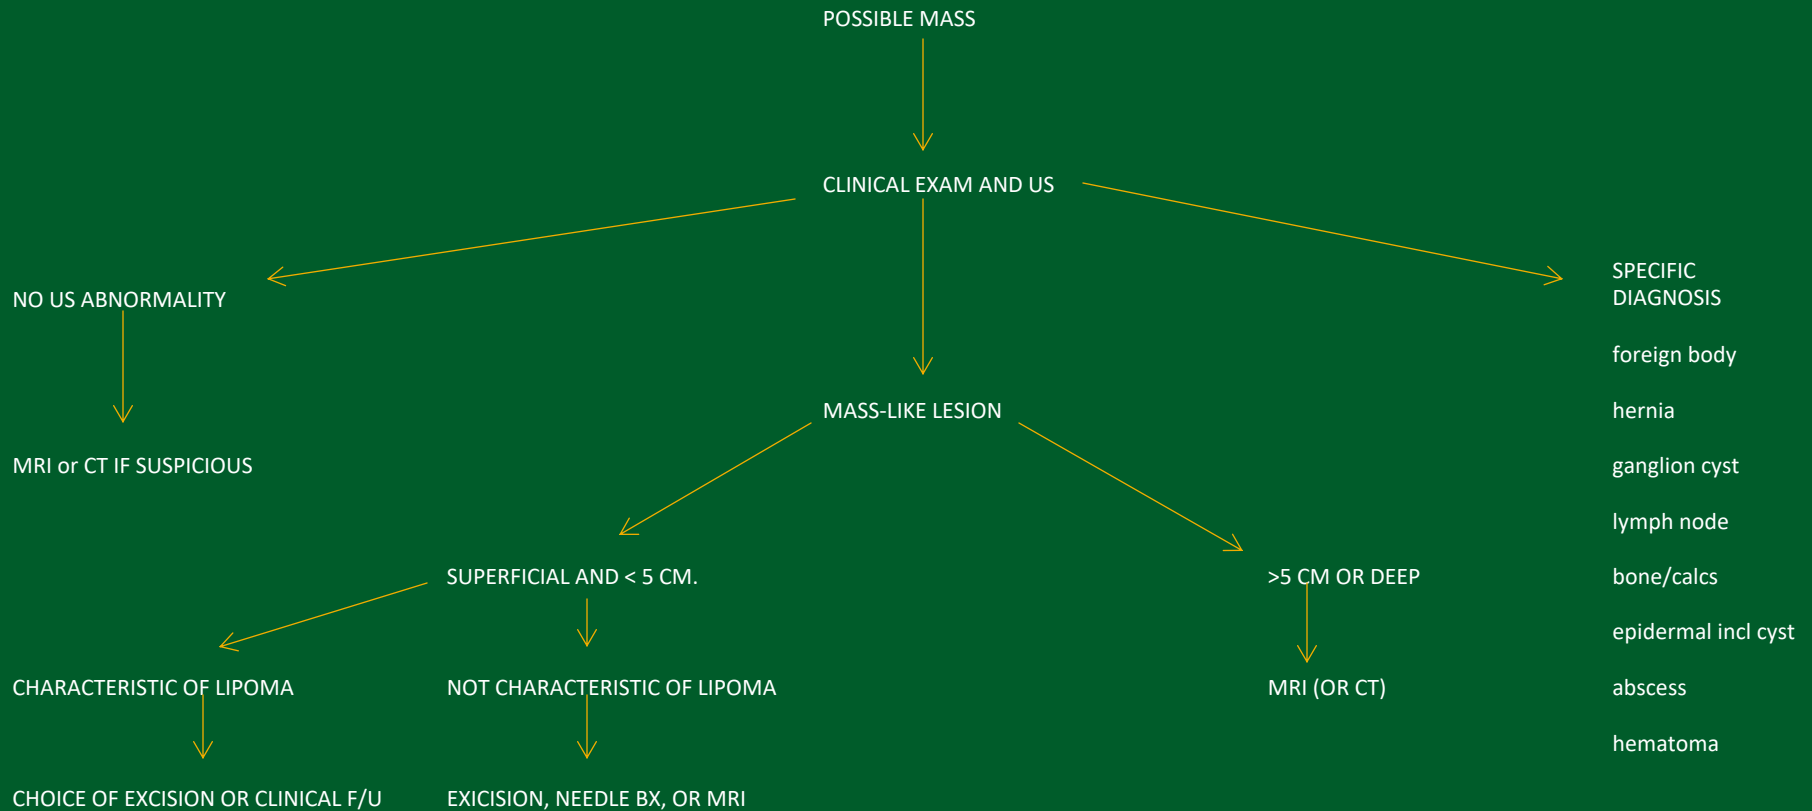 POSSIBLE MASS
CLINICAL EXAM AND US
NO US ABNORMALITY
MRI or CT IF SUSPICIOUS
MASS-LIKE LESION
SUPERFICIAL AND < 5 CM.
>5 CM OR DEEP
CHARACTERISTIC OF LIPOMA
NOT CHARACTERISTIC OF LIPOMA
MRI (OR CT)
CHOICE OF EXCISION OR CLINICAL F/U
EXICISION, NEEDLE BX, OR MRI
SPECIFIC
DIAGNOSIS
foreign body
hernia
ganglion cyst
lymph node
bone/calcs
epidermal incl cyst
abscess
hematoma